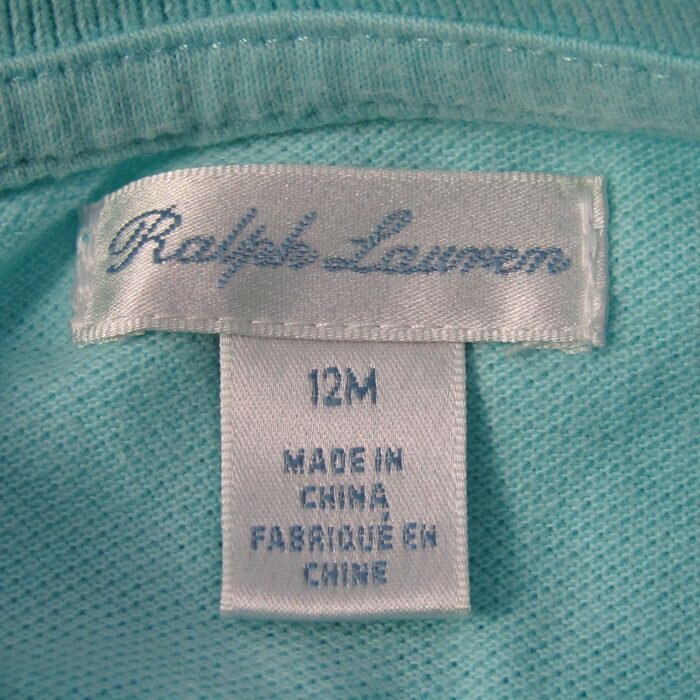 Ralph Lauren
12M
MADE IN
CHINA
FABRIQUÉ EN
CHINE